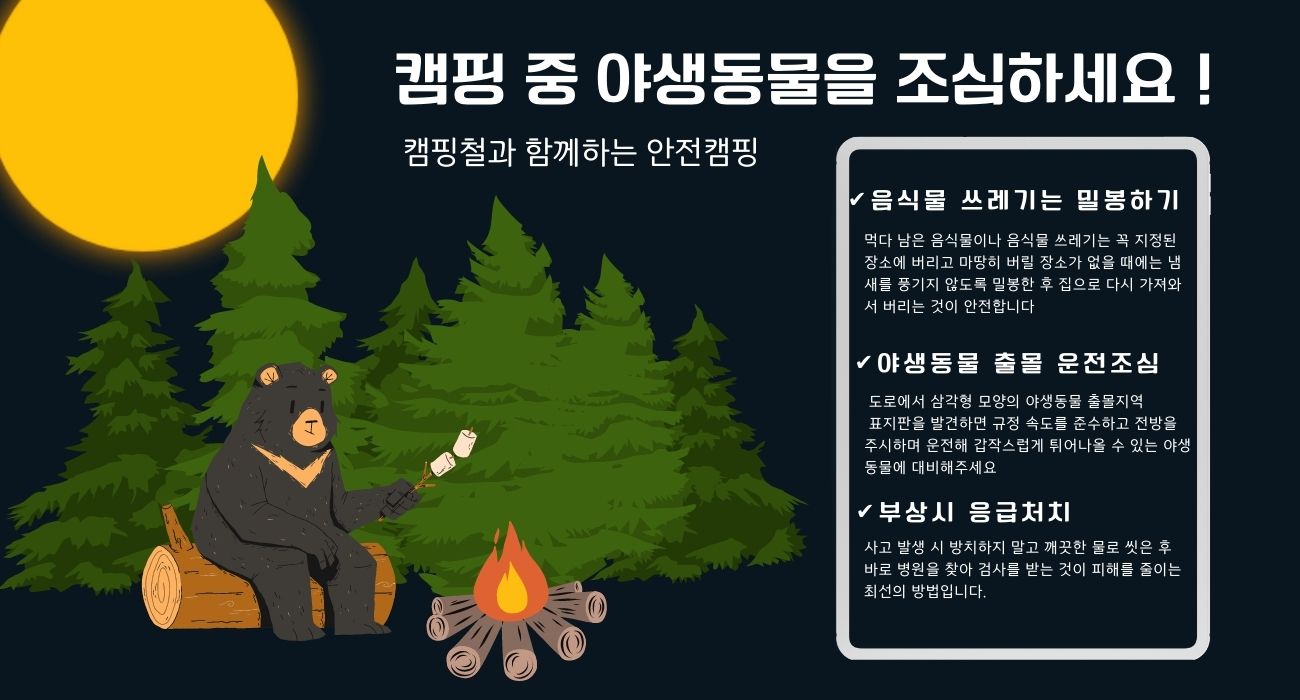 캠핑 중 야생동물을 조심하세요 !
캠핑철과 함께하는 안전캠핑
✔음식물 쓰레기는 밀봉하기
먹다 남은 음식물이나 음식물 쓰레기는 꼭 지정된
장소에 버리고 마땅히 버릴 장소가 없을 때에는 냄
새를 풍기지 않도록 밀봉한 후 집으로 다시 가져와
서 버리는 것이 안전합니다
✔야생동물 출몰 운전조심
도로에서 삼각형 모양의 야생동물 출몰지역
표지판을 발견하면 규정 속도를 준수하고 전방을
주시하며 운전해 갑작스럽게 튀어나올 수 있는 야생
동물에 대비해주세요
✔부상시 응급처치
사고 발생 시 방치하지 말고 깨끗한 물로 씻은 후
바로 병원을 찾아 검사를 받는 것이 피해를 줄이는
최선의 방법입니다.